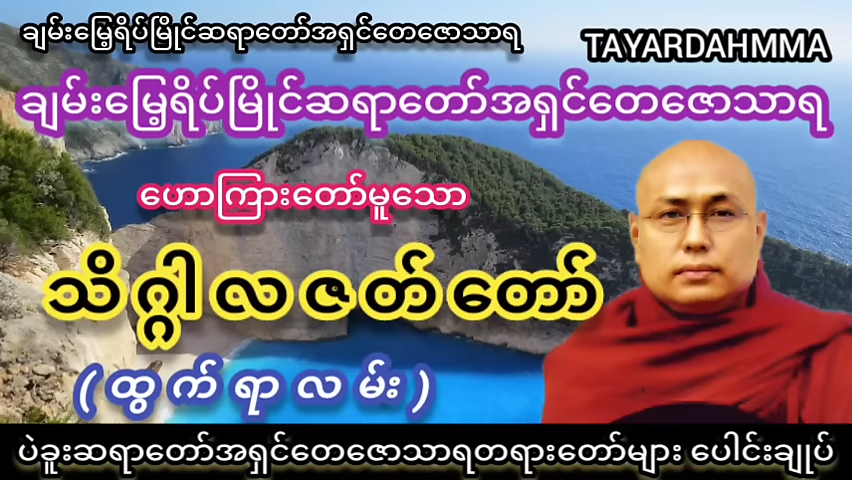 ချမ်းမြေ့ရိပ်မြိုင်ဆရာတော်အရှင်တေဇောသာရ
TAYARDAHMMA
ချမ်းမြေ့ရိပ်မြိုင်ဆရာတော်အရှင်တေဇောသာရ
ဟောကြားတော်မူသော
သိဂ္ဂါလဇတ်တော်
(ထွက်ရာလမ်း)
ပဲခူးဆရာတော်အရှင်တေဇောသာရတရားတော်များ ပေါင်းချုပ်